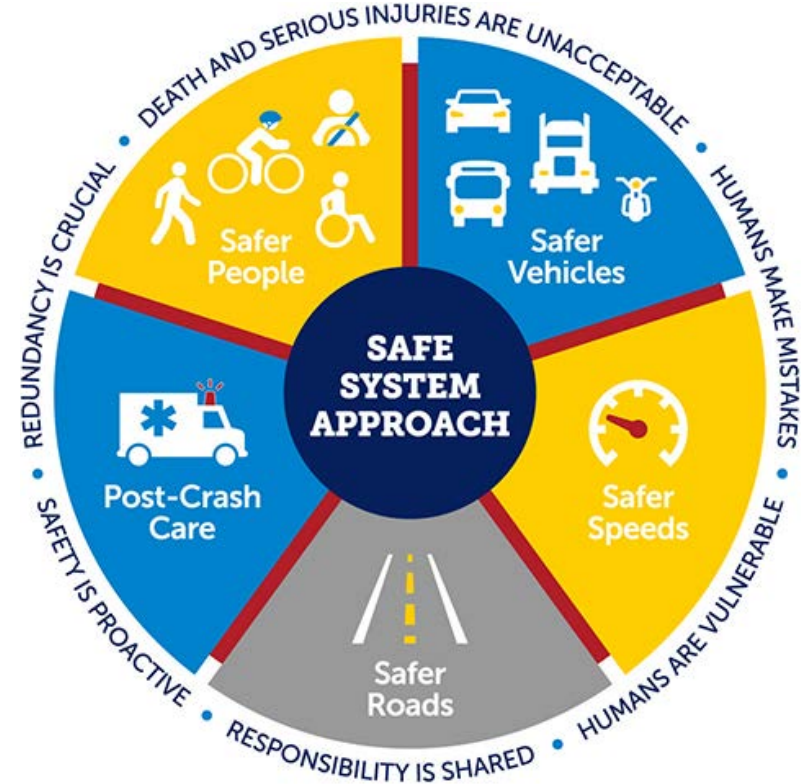 DEATH AND SERIOUS INJURIES ARE UNACCEPTABLE
HUMANS MAKE MISTAKES
HUMANS ARE VULNERABLE
RESPONSIBILITY IS SHARED
SAFETY IS PROACTIVE
REDUNDANCY IS CRUCIAL
Safer
People
Safer
Vehicles
SAFE
SYSTEM
APPROACH
Safer
Speeds
Post-Crash
Care
Safer
Roads